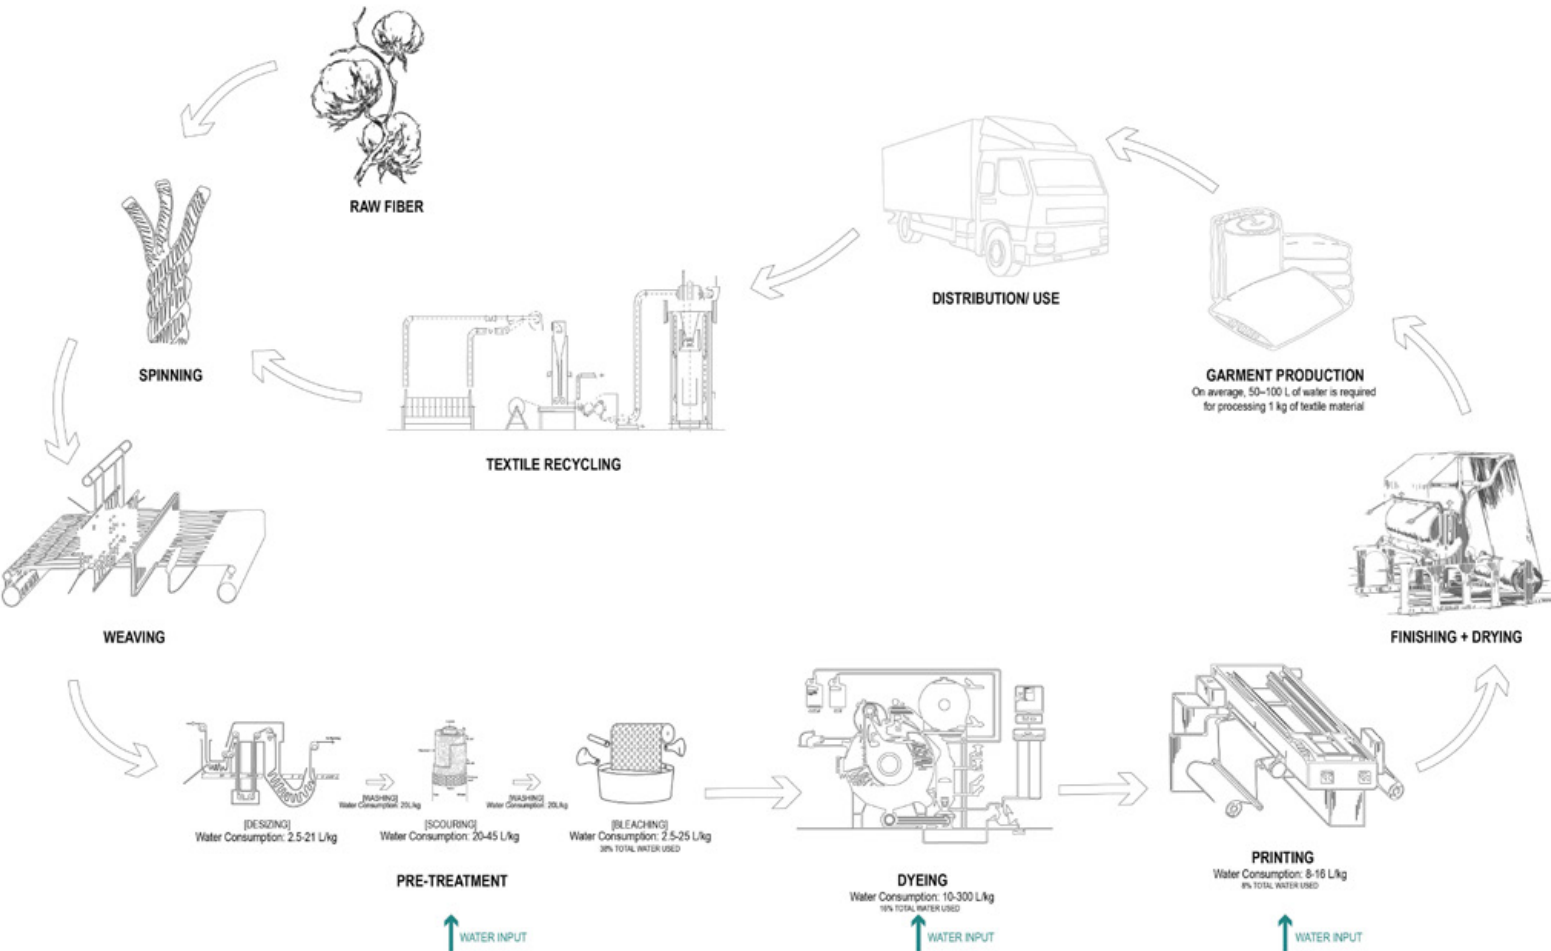 RAW FIBER
SPINNING
TEXTILE RECYCLING
DISTRIBUTION/ USE
GARMENT PRODUCTION
On average, 50–100 L of water is required
for processing 1 kg of textile material
WEAVING
FINISHING + DRYING
[WASHING]
Water Consumption: 20L/kg
[WASHING]
Water Consumption: 20L/kg
[DESIZING]
Water Consumption: 2.5-21 L/kg
[SCOURING]
Water Consumption: 20-45 L/kg
[BLEACHING]
Water Consumption: 2.5-25 L/kg
38% TOTAL WATER USED
PRE-TREATMENT
DYEING
Water Consumption: 10-300 L/kg
16% TOTAL WATER USED
PRINTING
Water Consumption: 8-16 L/kg
8% TOTAL WATER USED
WATER INPUT
WATER INPUT
WATER INPUT